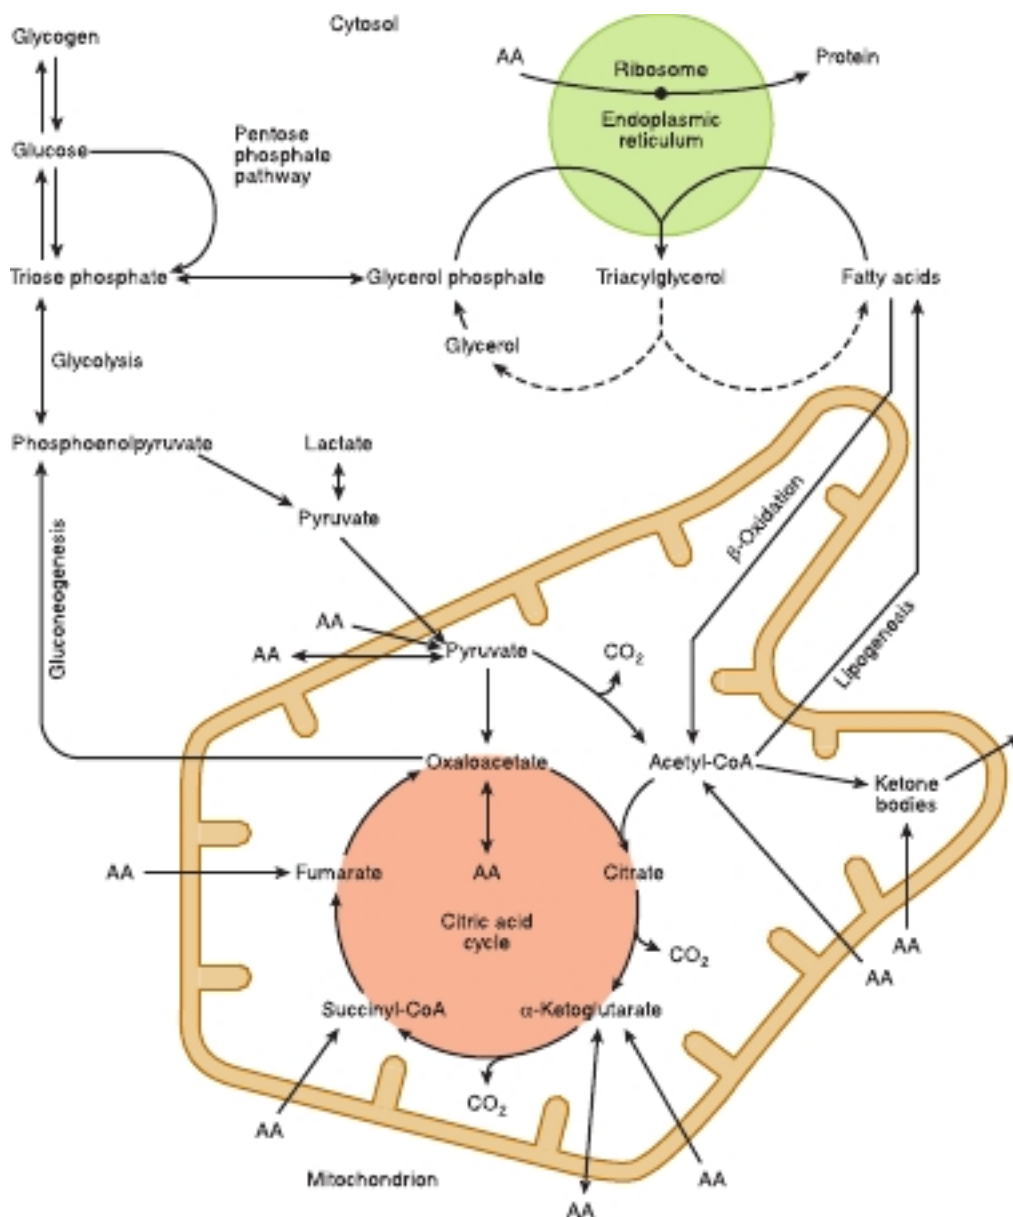 Glycogen
Cytosol
AA
Ribosome
Protein
Endoplasmic
reticulum
Glucose
Pentose
phosphate
pathway
Triose phosphate
Glycerol phosphate
Triacylglycerol
Fatty acids
Glycerol
Glycolysis
Phosphoenolpyruvate
Lactate
Pyruvate
β-Oxidation
Gluconeogenesis
Lipogenesis
AA
AA
Pyruvate
CO₂
Oxaloacetate
Acetyl-CoA
Ketone
bodies
AA
Fumarate
AA
Citrate
Citric acid
cycle
CO₂
AA
AA
Succinyl-CoA
α-Ketoglutarate
CO₂
AA
Mitochondrion
AA
AA